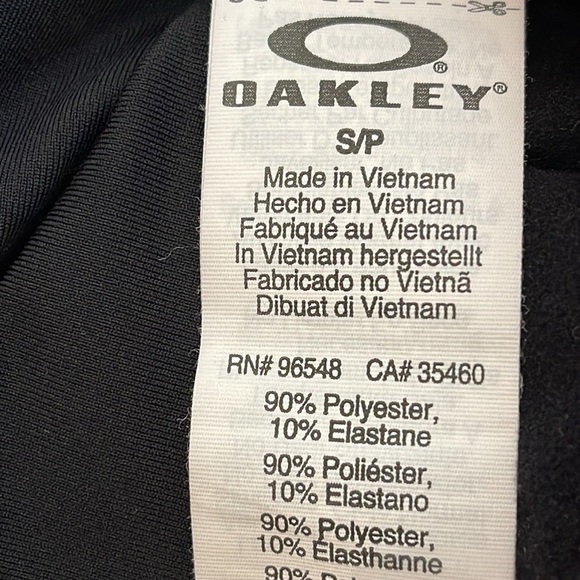 OAKLEY®
S/P
Made in Vietnam
Hecho en Vietnam
Fabriqué au Vietnam
In Vietnam hergestellt
Fabricado no Vietnã
Dibuat di Vietnam
RN# 96548 CA# 35460
90% Polyester,
10% Elastane
90% Poliéster,
10% Elastano
90% Polyester,
10% Elasthanne
90%